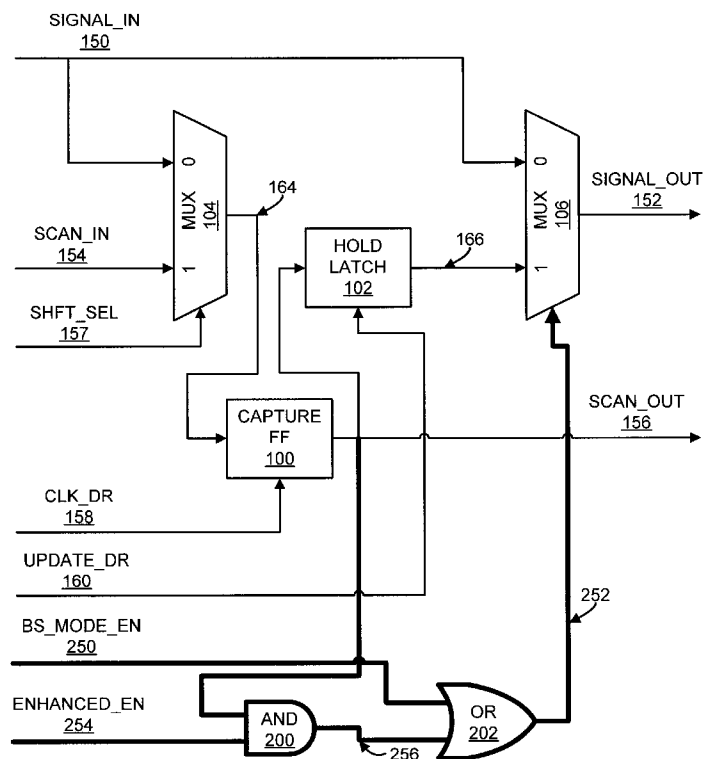 SIGNAL_IN
150
0
MUX
104
1
164
SCAN_IN
154
SHFT_SEL
157
HOLD
LATCH
102
166
0
MUX
106
1
SIGNAL_OUT
152
CAPTURE
FF
100
SCAN_OUT
156
CLK_DR
158
UPDATE_DR
160
BS_MODE_EN
250
252
ENHANCED_EN
254
AND
200
256
OR
202